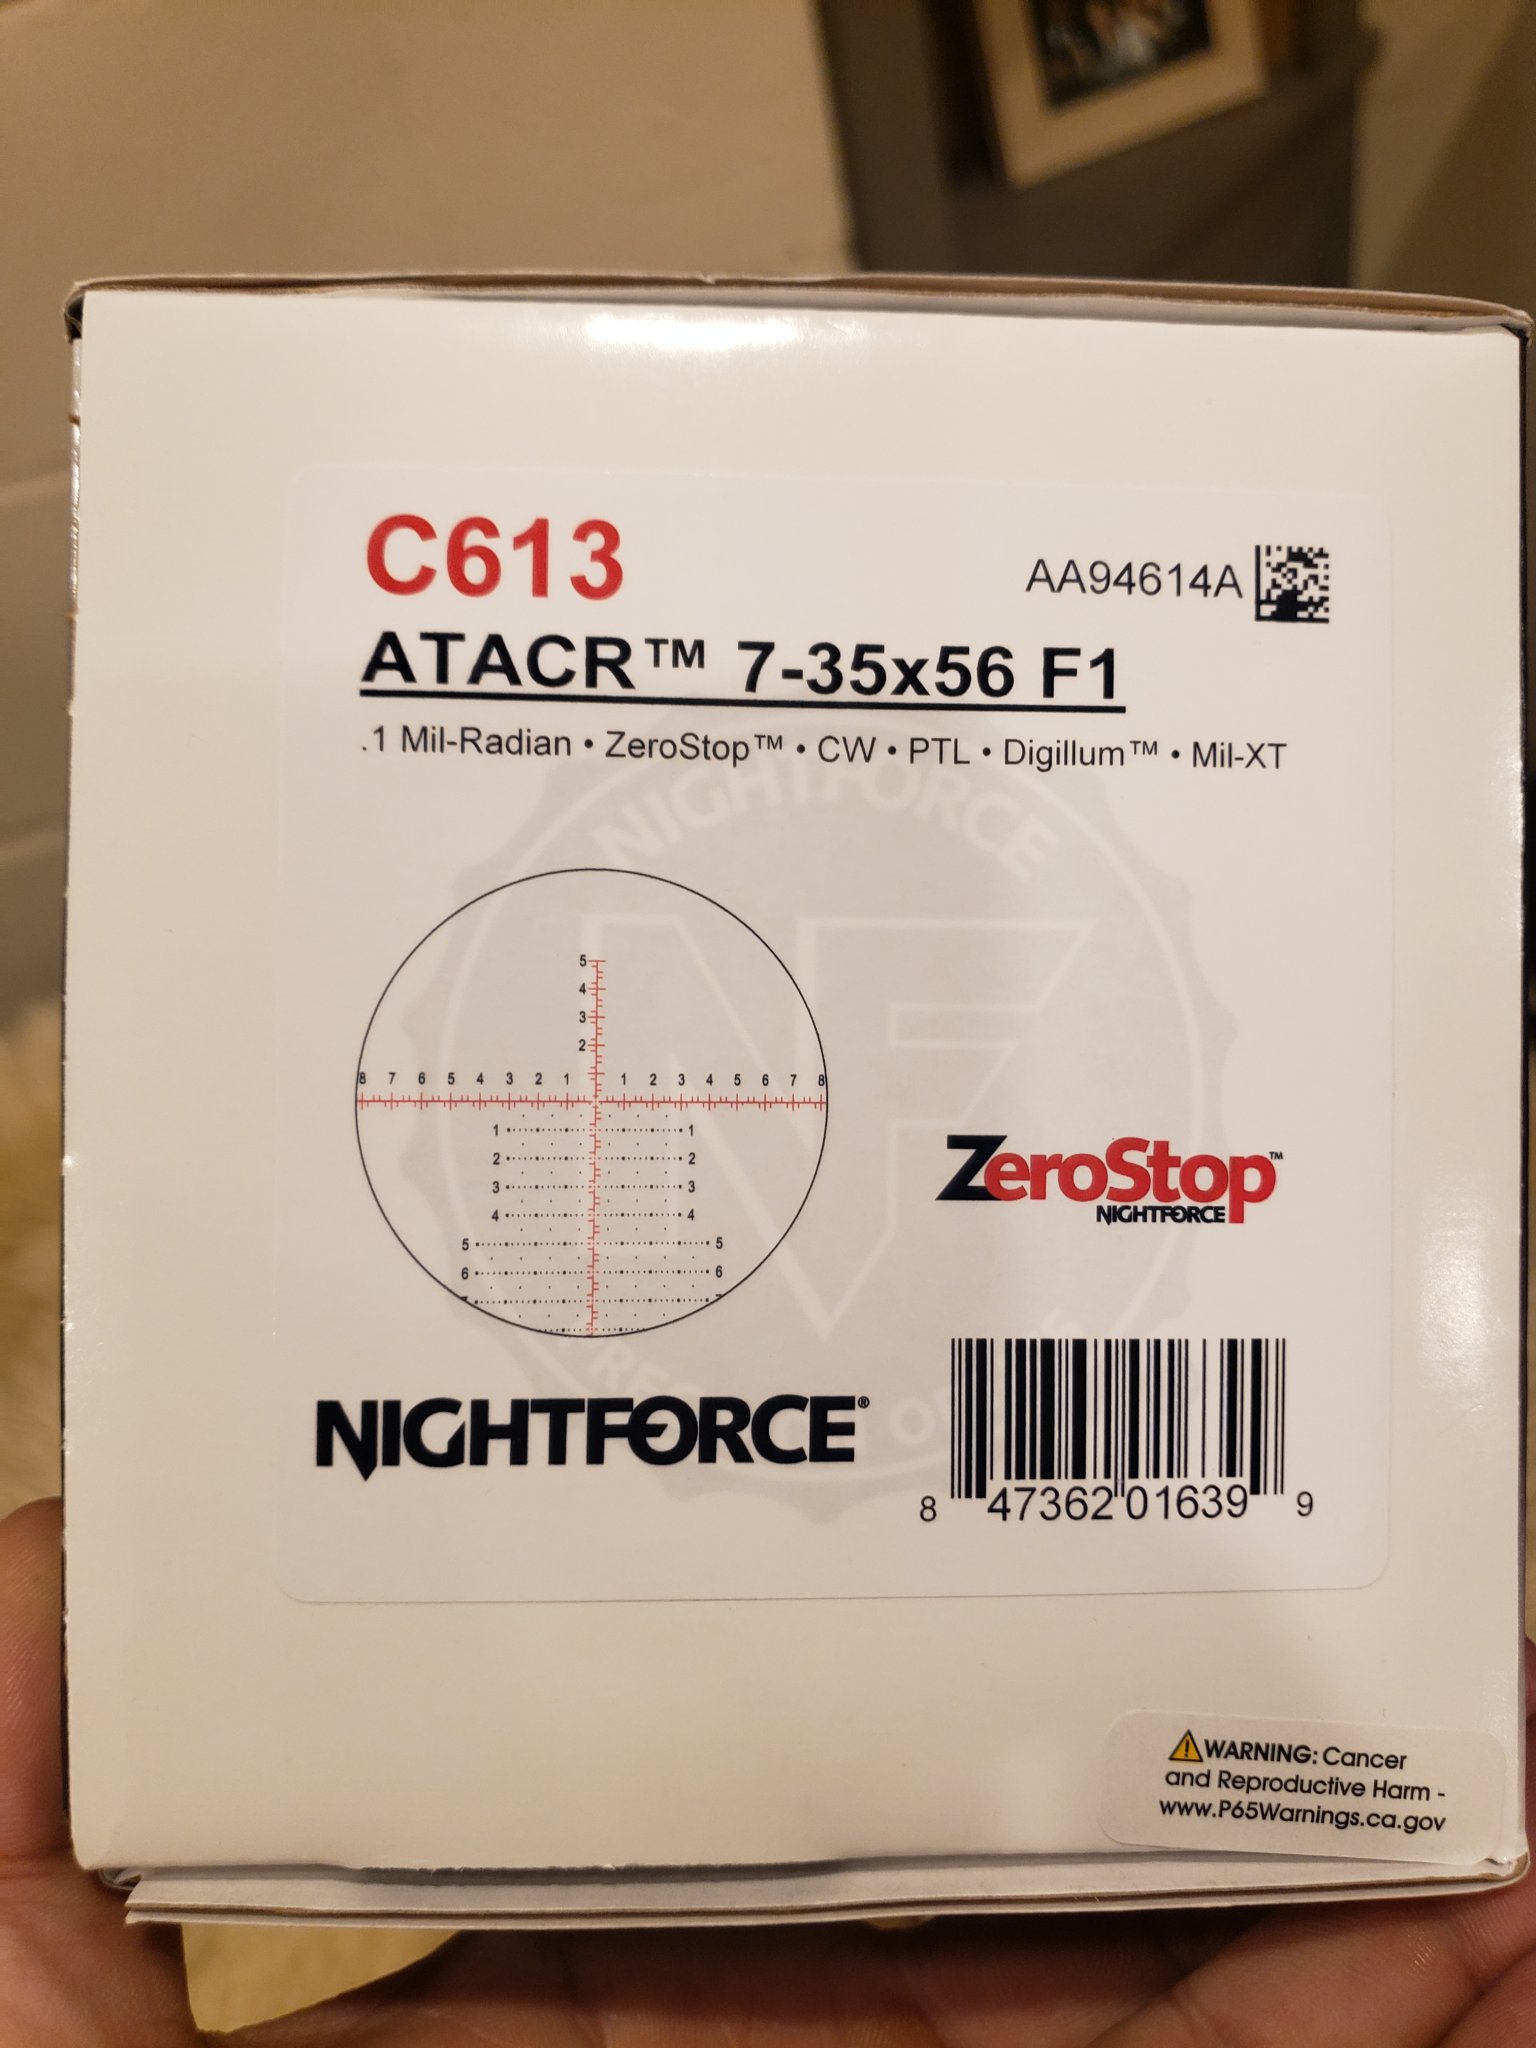 C613
AA94614A
ATACR™ 7-35x56 F1
.1 Mil-Radian • ZeroStop™ • CW • PTL • Digillum™ • Mil-XT
NIGHTFORCE
NF
5
4
3
2
8 7 6 5 4 3 2 1 1 2 3 4 5 6 7 8
1 1
2 2
3 3
4 4
5 5
6 6
ZeroStop™
NIGHTFORCE
NIGHTFORCE®
8 47362 01639 9
⚠WARNING: Cancer
and Reproductive Harm -
www.P65Warnings.ca.gov